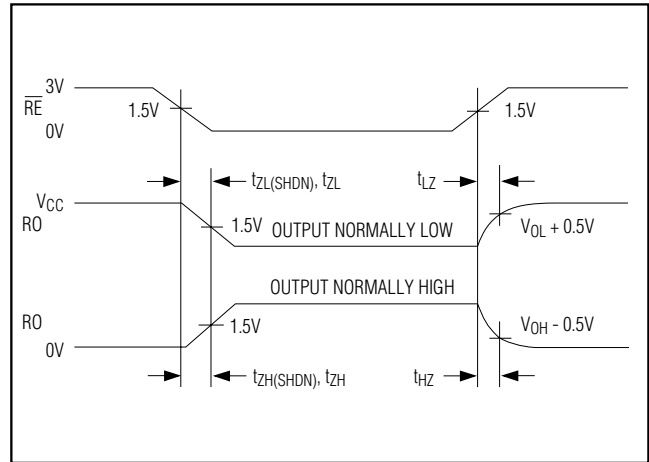 3V
RE
1.5V
1.5V
0V
tZL(SHDN), tZL
tLZ
VCC
RO
1.5V
OUTPUT NORMALLY LOW
VOL + 0.5V
OUTPUT NORMALLY HIGH
RO
1.5V
VOH - 0.5V
0V
tZH(SHDN), tZH
tHZ